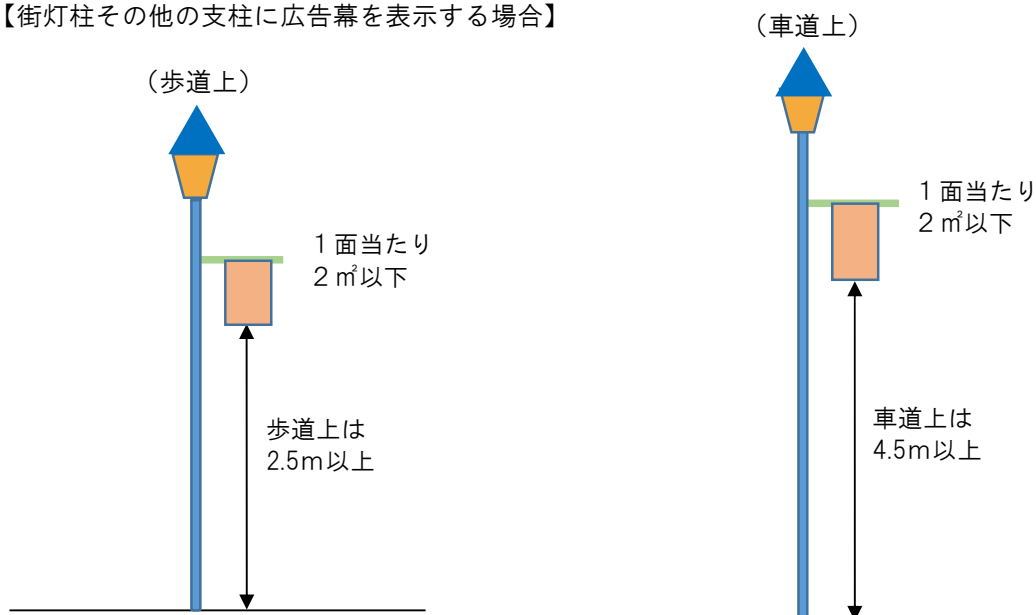 【街灯柱その他の支柱に広告幕を表示する場合】
（歩道上）
１面当たり
２㎡以下
歩道上は
2.5m以上
（車道上）
１面当たり
２㎡以下
車道上は
4.5m以上